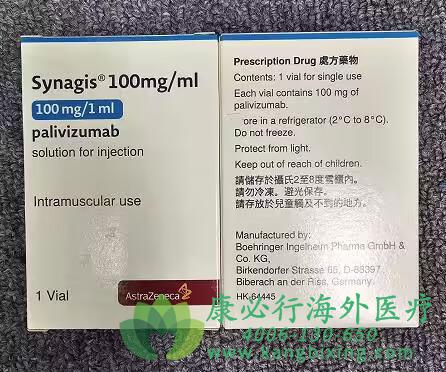 Synagis® 100mg/ml
100 mg/1 ml
palivizumab
solution for injection
Intramuscular use
1 Vial
AstraZeneca
Prescription Drug 處方藥物
Contents: 1 vial for single use
Each vial contains 100 mg of
palivizumab.
ore in a refrigerator (2°C to 8°C).
Do not freeze.
Protect from light.
Keep out of reach of children.
請儲存於攝氏2至8度雪櫃內。
請勿冷凍。避光保存。
請存放於兒童觸及不到的地方。
Manufactured by:
Boehringer Ingelheim Pharma GmbH &
Co. KG,
Birkendorfer Strasse 65, D-88397
Biberach an der Riss, Germany.
HK-64445
康必行海外医疗
4006-130-650
www.kangbixing.com